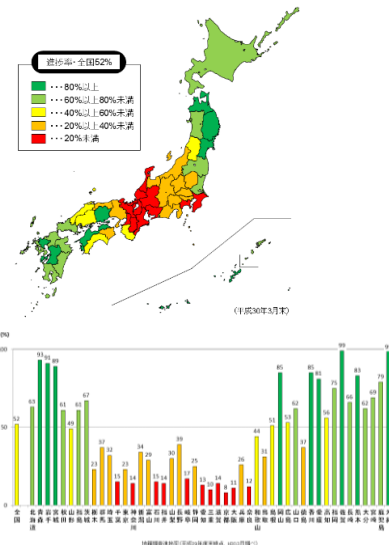 進捗率・全国52%
・・・80%以上
・・・60%以上80%未満
・・・40%以上60%未満
・・・20%以上40%未満
・・・20%未満
(平成30年3月末)
(%)
100
50
0
52 63 93 91 89 61 49 61 67 23 37 32 15 23 14 34 29 15 14 30 39 17 25 13 10 14 8 11 26 12 44 31 51 85 53 62 37 85 56 81 75 99 66 83 62 69 79
全国 北海道 青森 岩手 宮城 秋田 山形 福島 茨城 栃木 群馬 埼玉 千葉 東京 神奈川 新潟 富山 石川 福井 山梨 長野 岐阜 静岡 愛知 三重 滋賀 京都 大阪 兵庫 奈良 和歌山 鳥取 島根 岡山 広島 山口 徳島 香川 愛媛 高知 福岡 佐賀 長崎 熊本 大分 宮崎 鹿児島